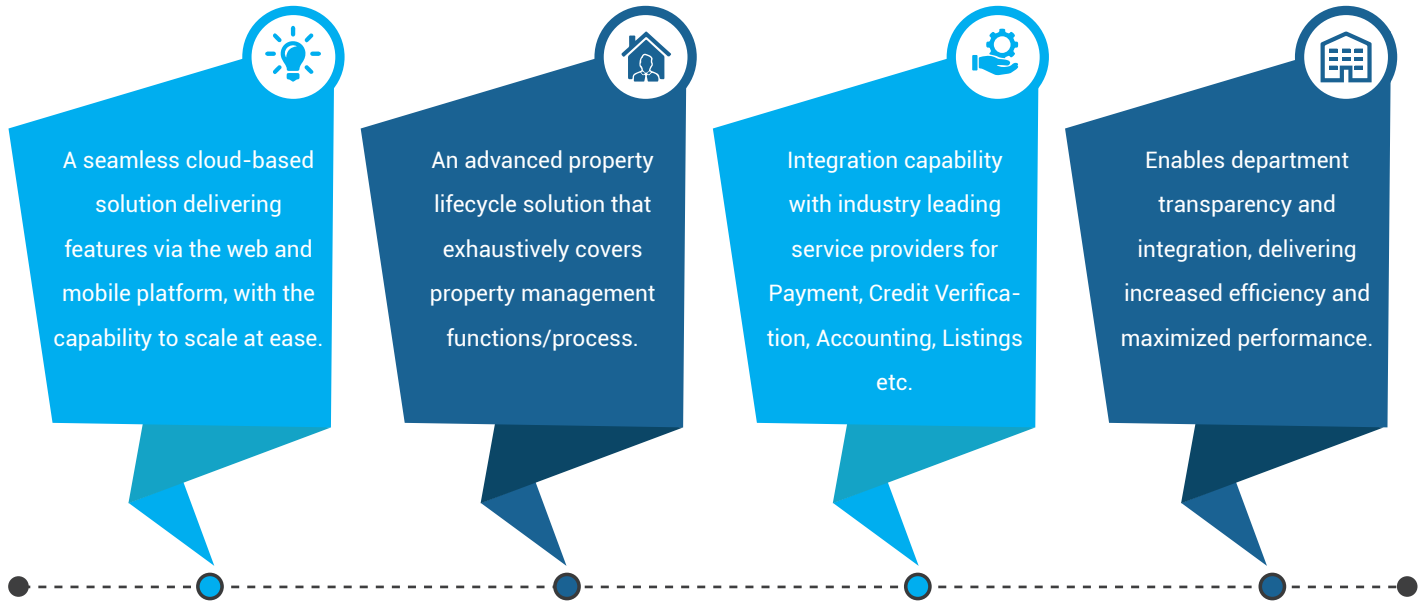 A seamless cloud-based
solution delivering
features via the web and
mobile platform, with the
capability to scale at ease.
An advanced property
lifecycle solution that
exhaustively covers
property management
functions/process.
Integration capability
with industry leading
service providers for
Payment, Credit Verifica-
tion, Accounting, Listings
etc.
Enables department
transparency and
integration, delivering
increased efficiency and
maximized performance.